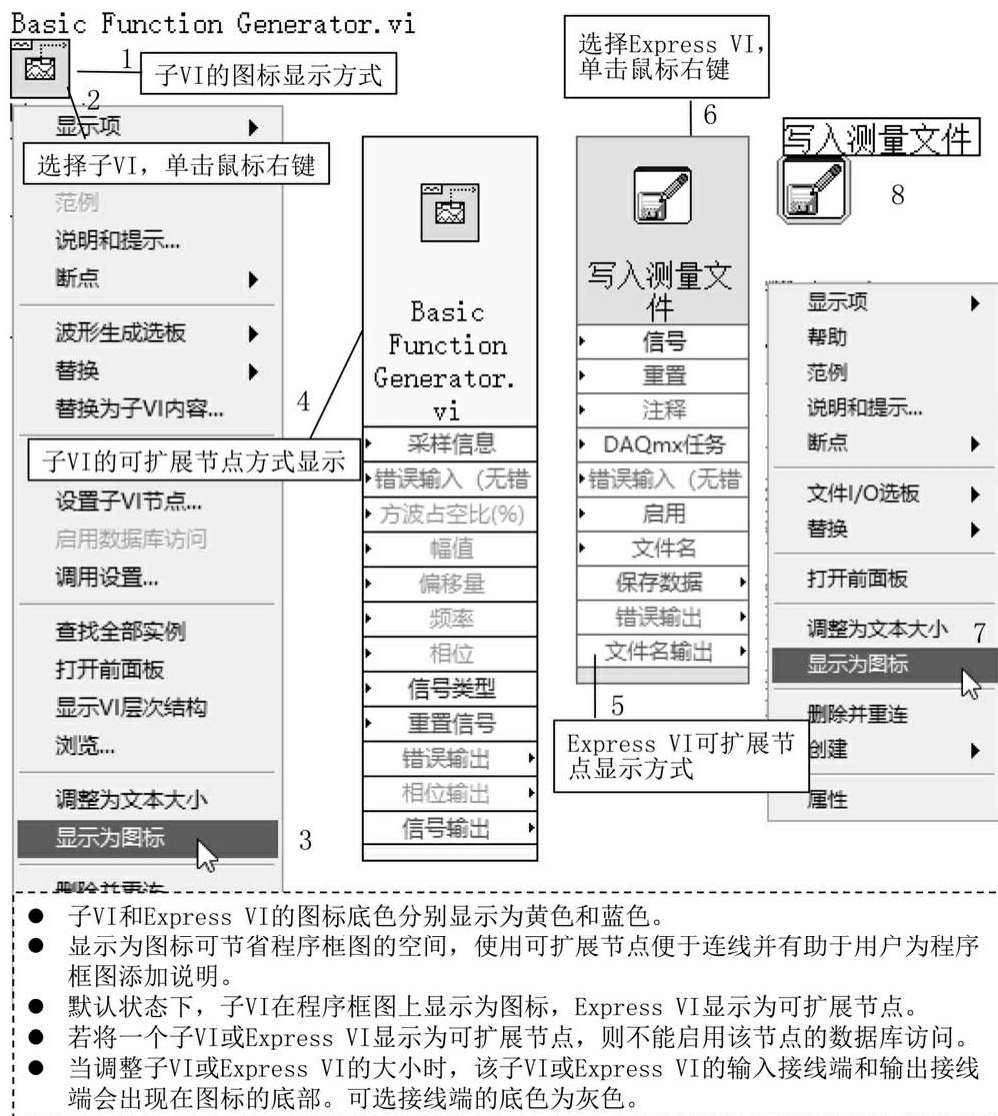 Basic Function Generator.vi
1
子VI的图标显示方式
2
显示项
选择子VI，单击鼠标右键
范例
说明和提示...
断点
波形生成选板
替换
替换为子VI内容...
4
子VI的可扩展节点方式显示
设置子VI节点...
启用数据库访问
调用设置...
查找全部实例
打开前面板
显示VI层次结构
浏览...
调整为文本大小
显示为图标
3
删除并重连
Basic
Function
Generator.
vi
采样信息
错误输入（无错
方波占空比(%)
幅值
偏移量
频率
相位
信号类型
重置信号
错误输出
相位输出
信号输出
选择Express VI，
单击鼠标右键
6
写入测量文
件
信号
重置
注释
DAQmx任务
错误输入（无错
启用
文件名
保存数据
错误输出
文件名输出
5
Express VI可扩展节
点显示方式
写入测量文件
8
显示项
帮助
范例
说明和提示...
断点
文件I/O选板
替换
打开前面板
调整为文本大小
7
显示为图标
删除并重连
创建
属性
● 子VI和Express VI的图标底色分别显示为黄色和蓝色。
● 显示为图标可节省程序框图的空间，使用可扩展节点便于连线并有助于用户为程序
框图添加说明。
● 默认状态下，子VI在程序框图上显示为图标，Express VI显示为可扩展节点。
● 若将一个子VI或Express VI显示为可扩展节点，则不能启用该节点的数据库访问。
● 当调整子VI或Express VI的大小时，该子VI或Express VI的输入接线端和输出接线
端会出现在图标的底部。可选接线端的底色为灰色。